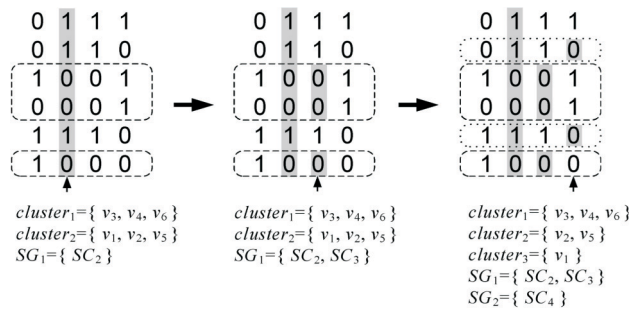 0 1 1 1
0 1 1 0
1 0 0 1
0 0 0 1
1 1 1 0
1 0 0 0
cluster₁={ v₃, v₄, v₆ }
cluster₂={ v₁, v₂, v₅ }
SG₁={ SC₂ }
0 1 1 1
0 1 1 0
1 0 0 1
0 0 0 1
1 1 1 0
1 0 0 0
cluster₁={ v₃, v₄, v₆ }
cluster₂={ v₁, v₂, v₅ }
SG₁={ SC₂, SC₃ }
0 1 1 1
0 1 1 0
1 0 0 1
0 0 0 1
1 1 1 0
1 0 0 0
cluster₁={ v₃, v₄, v₆ }
cluster₂={ v₂, v₅ }
cluster₃={ v₁ }
SG₁={ SC₂, SC₃ }
SG₂={ SC₄ }